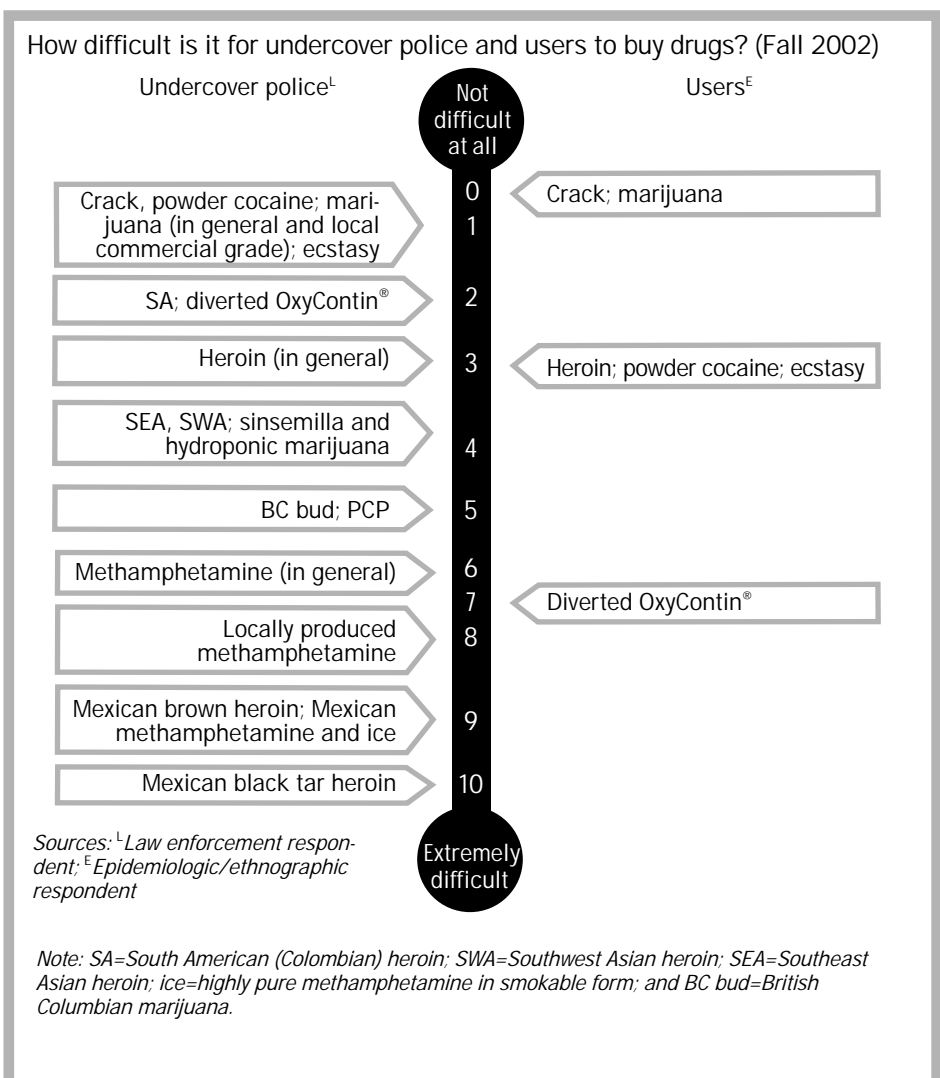 How difficult is it for undercover police and users to buy drugs? (Fall 2002)
Undercover policeL
UsersE
Not
difficult
at all
0
1
2
3
4
5
6
7
8
9
10
Extremely
difficult
Crack, powder cocaine; mari-
juana (in general and local
commercial grade); ecstasy
SA; diverted OxyContin®
Heroin (in general)
SEA, SWA; sinsemilla and
hydroponic marijuana
BC bud; PCP
Methamphetamine (in general)
Locally produced
methamphetamine
Mexican brown heroin; Mexican
methamphetamine and ice
Mexican black tar heroin
Crack; marijuana
Heroin; powder cocaine; ecstasy
Diverted OxyContin®
Sources: LLaw enforcement respon-
dent; EEpidemiologic/ethnographic
respondent
Note: SA=South American (Colombian) heroin; SWA=Southwest Asian heroin; SEA=Southeast
Asian heroin; ice=highly pure methamphetamine in smokable form; and BC bud=British
Columbian marijuana.